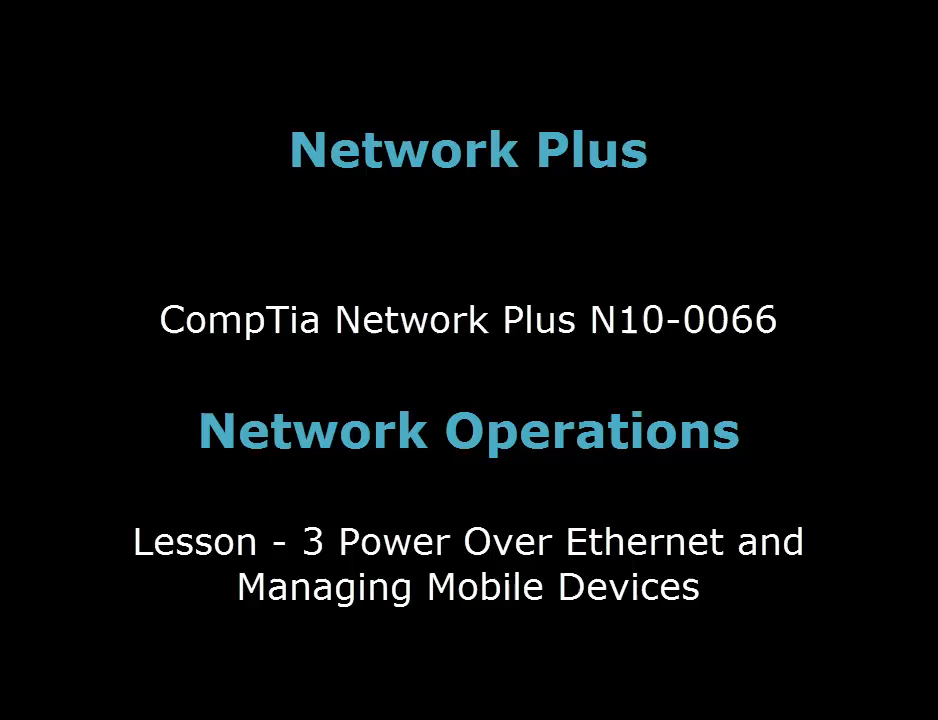 Network Plus
CompTia Network Plus N10-0066
Network Operations
Lesson - 3 Power Over Ethernet and
Managing Mobile Devices